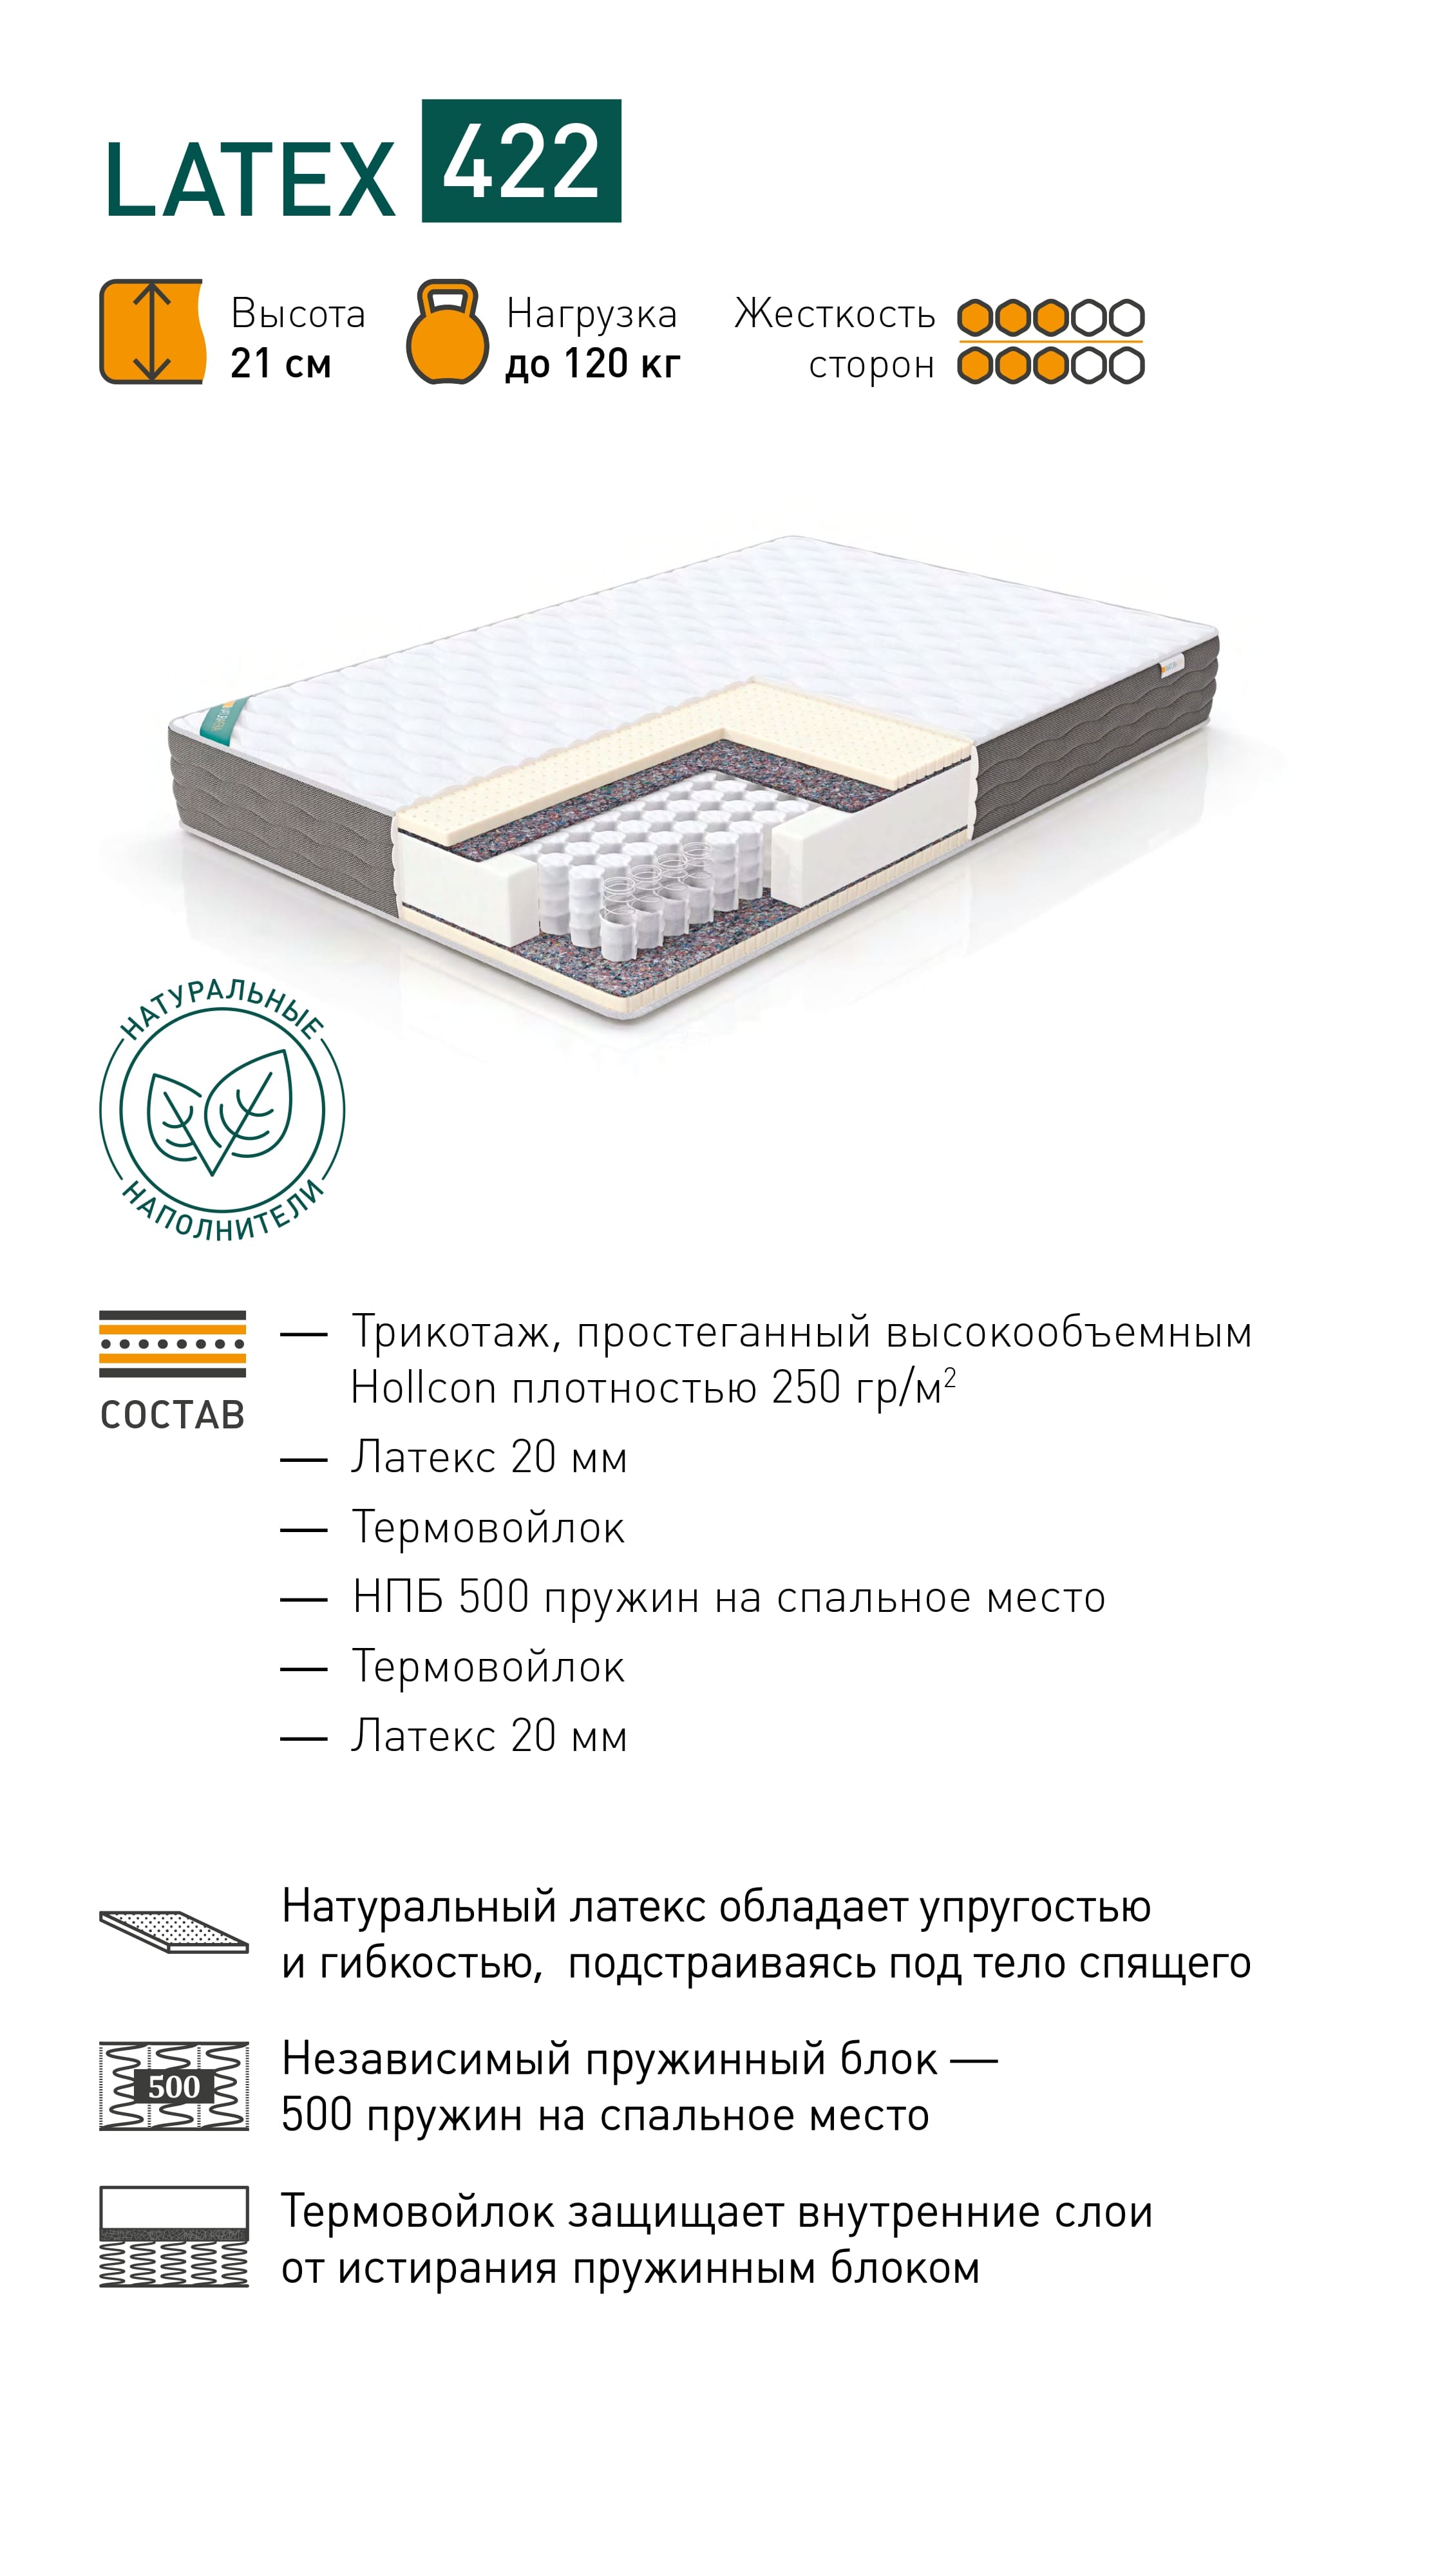 LATEX 422
Высота
21 см
Нагрузка
до 120 кг
Жесткость
сторон
НАТУРАЛЬНЫЕ
НАПОЛНИТЕЛИ
СОСТАВ
— Трикотаж, простеганный высокообъемным
Hollcon плотностью 250 гр/м²
— Латекс 20 мм
— Термовойлок
— НПБ 500 пружин на спальное место
— Термовойлок
— Латекс 20 мм
Натуральный латекс обладает упругостью
и гибкостью, подстраиваясь под тело спящего
500
Независимый пружинный блок —
500 пружин на спальное место
Термовойлок защищает внутренние слои
от истирания пружинным блоком